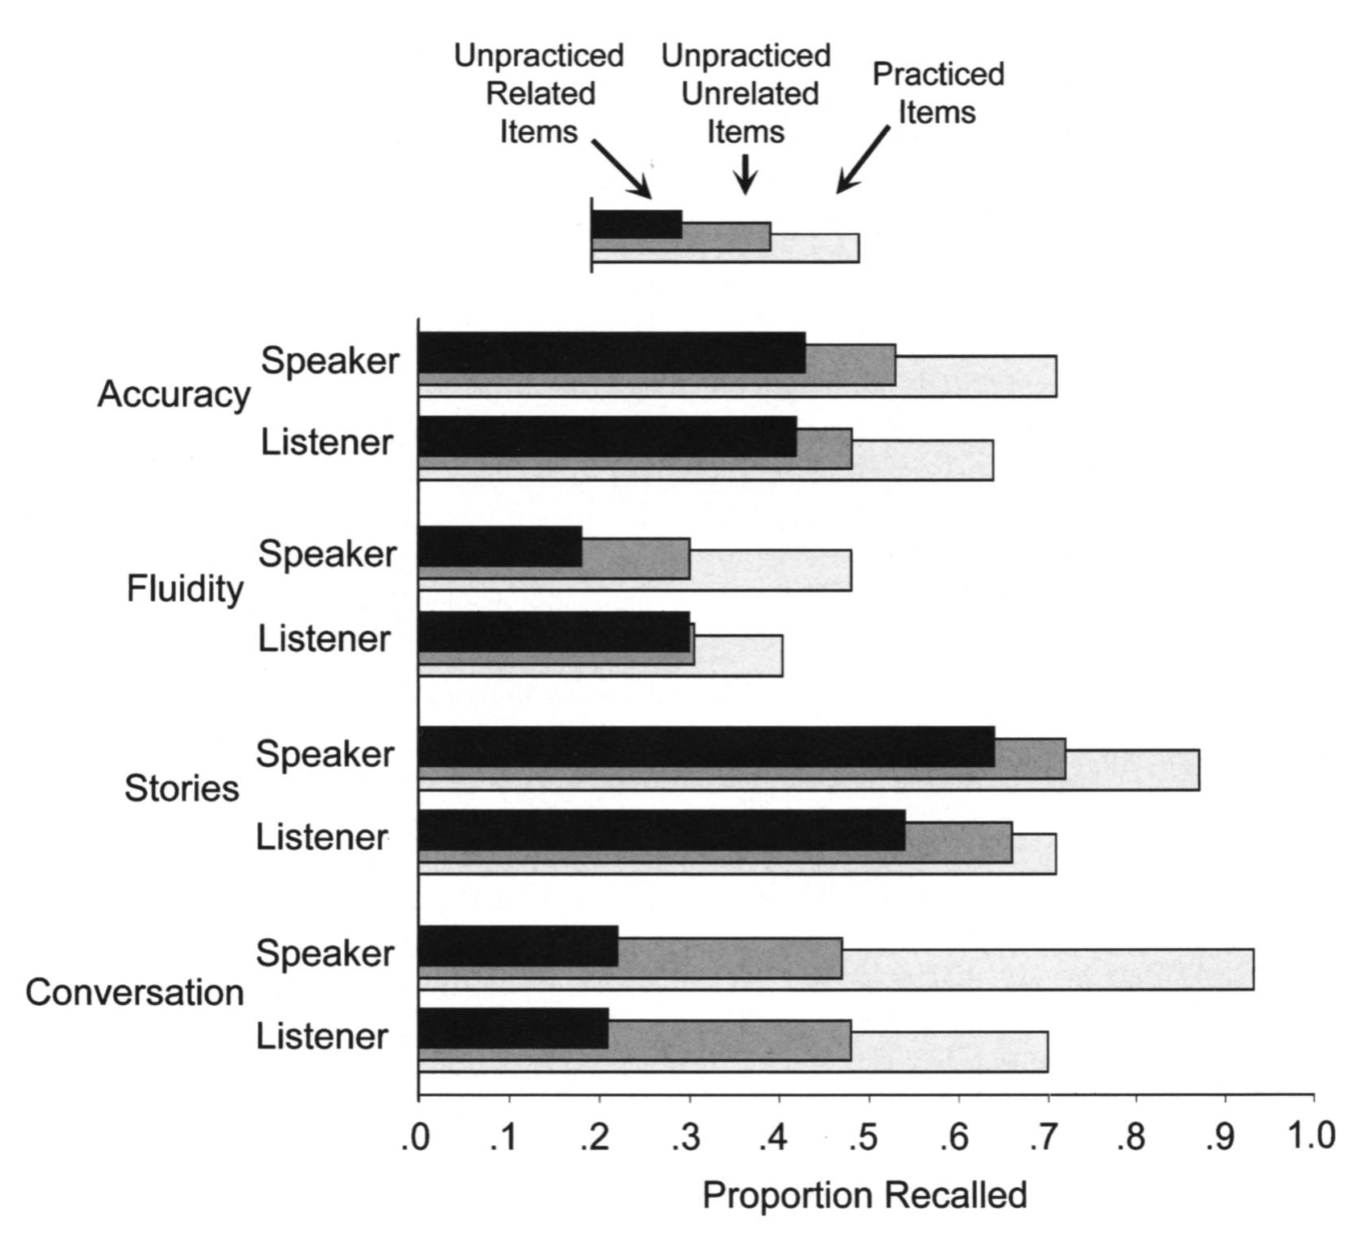 Unpracticed
Related
Items
Unpracticed
Unrelated
Items
Practiced
Items
Accuracy
Speaker
Listener
Fluidity
Speaker
Listener
Stories
Speaker
Listener
Conversation
Speaker
Listener
.0 .1 .2 .3 .4 .5 .6 .7 .8 .9 1.0
Proportion Recalled